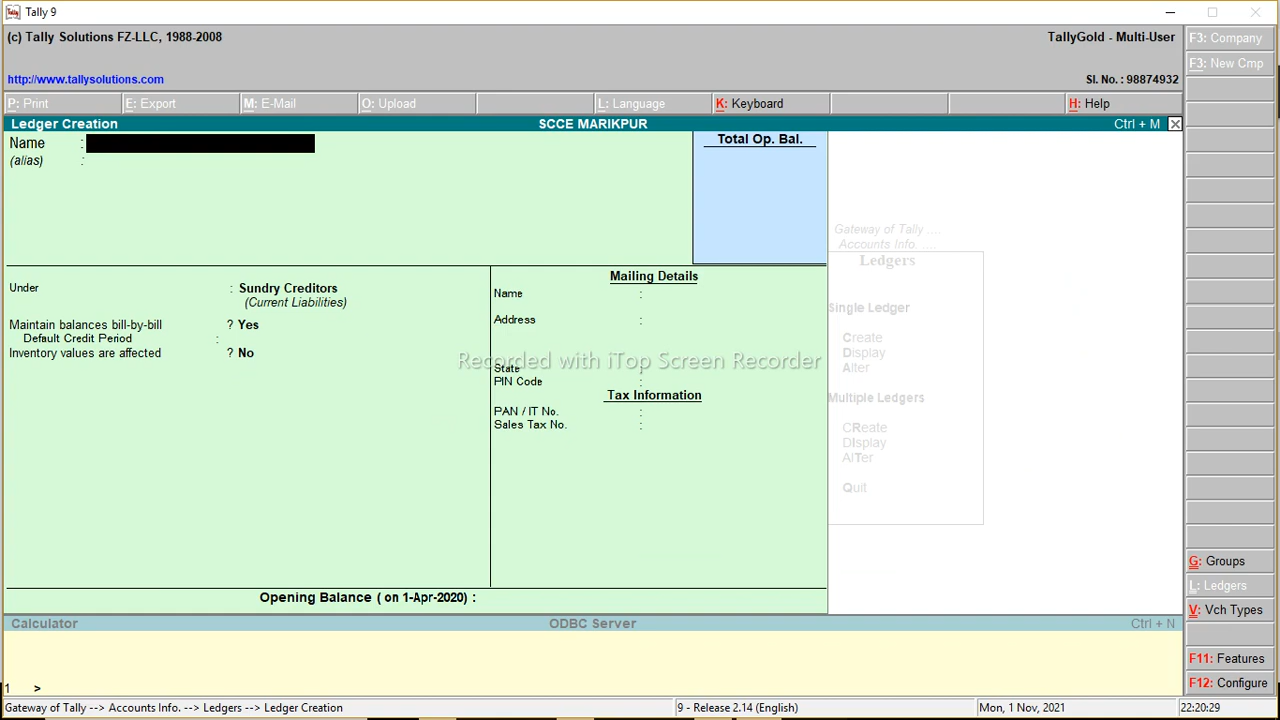 Tally 9
(c) Tally Solutions FZ-LLC, 1988-2008
TallyGold - Multi-User
F3: Company
F3: New Cmp
http://www.tallysolutions.com
Sl. No. : 98874932
P: Print E: Export M: E-Mail O: Upload L: Language K: Keyboard H: Help
Ledger Creation SCCE MARIKPUR Ctrl + M
Name :
(alias) :
Total Op. Bal.
Gateway of Tally ....
Accounts Info. ....
Ledgers
Single Ledger
Create
Display
Alter
Multiple Ledgers
CReate
DIsplay
AlTer
Quit
Under : Sundry Creditors
(Current Liabilities)
Maintain balances bill-by-bill ? Yes
Default Credit Period :
Inventory values are affected ? No
Mailing Details
Name :
Address :
State :
PIN Code :
Tax Information
PAN / IT No. :
Sales Tax No. :
Recorded with iTop Screen Recorder
Opening Balance ( on 1-Apr-2020) :
G: Groups
L: Ledgers
V: Vch Types
F11: Features
F12: Configure
Calculator ODBC Server Ctrl + N
1 >
Gateway of Tally --> Accounts Info. --> Ledgers --> Ledger Creation 9 - Release 2.14 (English) Mon, 1 Nov, 2021 22:20:29